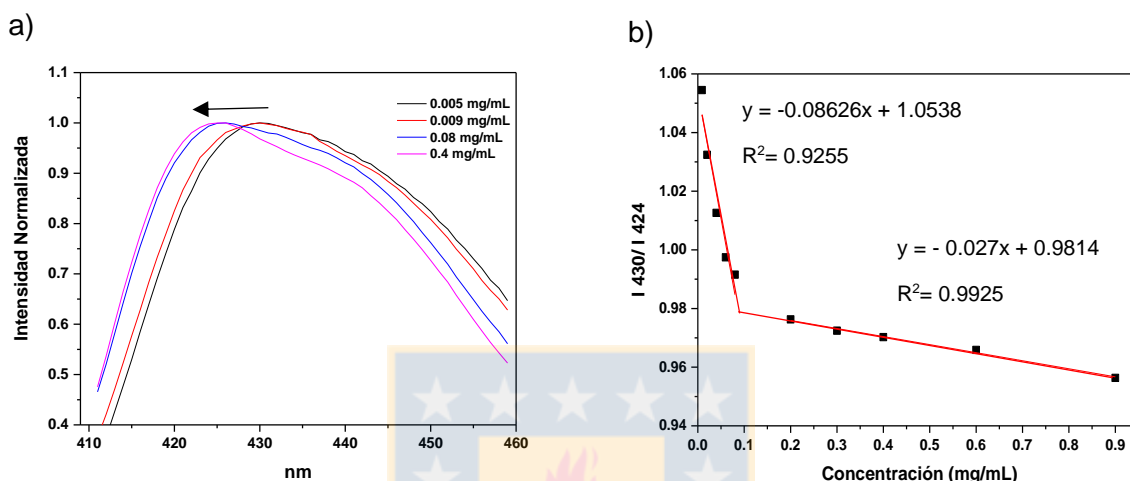 a)
Intensidad Normalizada
1.1
1.0
0.9
0.8
0.7
0.6
0.5
0.4
410
420
430
440
450
460
nm
0.005 mg/mL
0.009 mg/mL
0.08 mg/mL
0.4 mg/mL
b)
I 430/ I 424
1.06
1.04
1.02
1.00
0.98
0.96
0.94
0.0
0.1
0.2
0.3
0.4
0.5
0.6
0.7
0.8
0.9
Concentración (mg/mL)
y = -0.08626x + 1.0538
R²= 0.9255
y = - 0.027x + 0.9814
R²= 0.9925